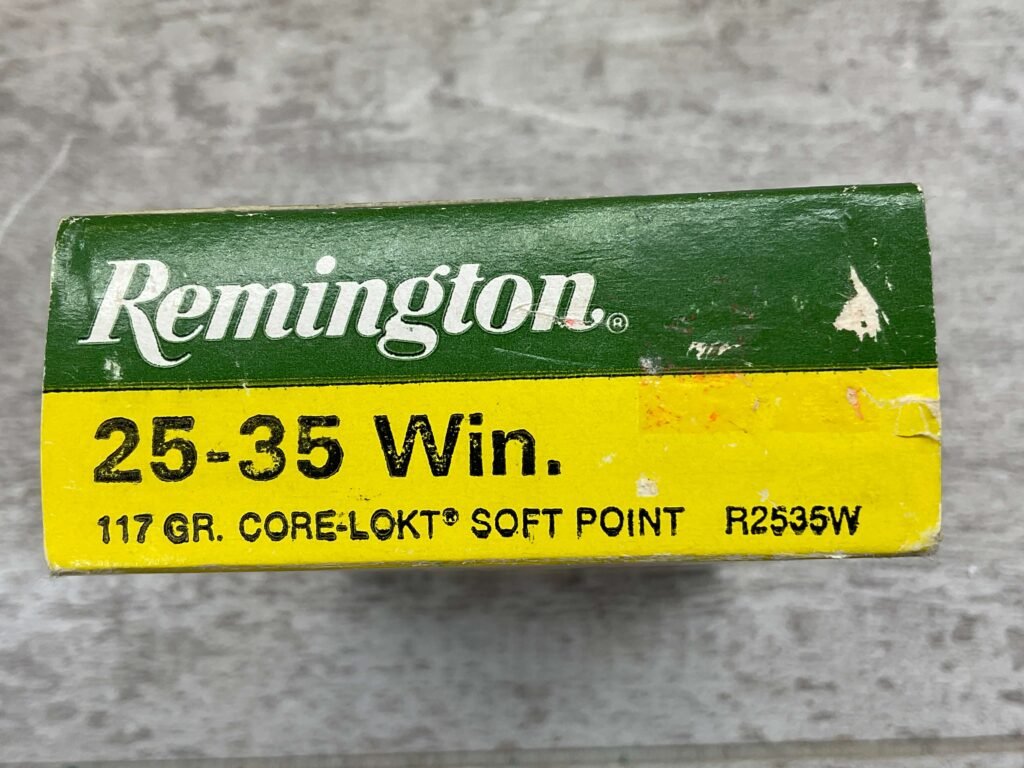 Remington®
25-35 Win.
117 GR. CORE-LOKT® SOFT POINT R2535W